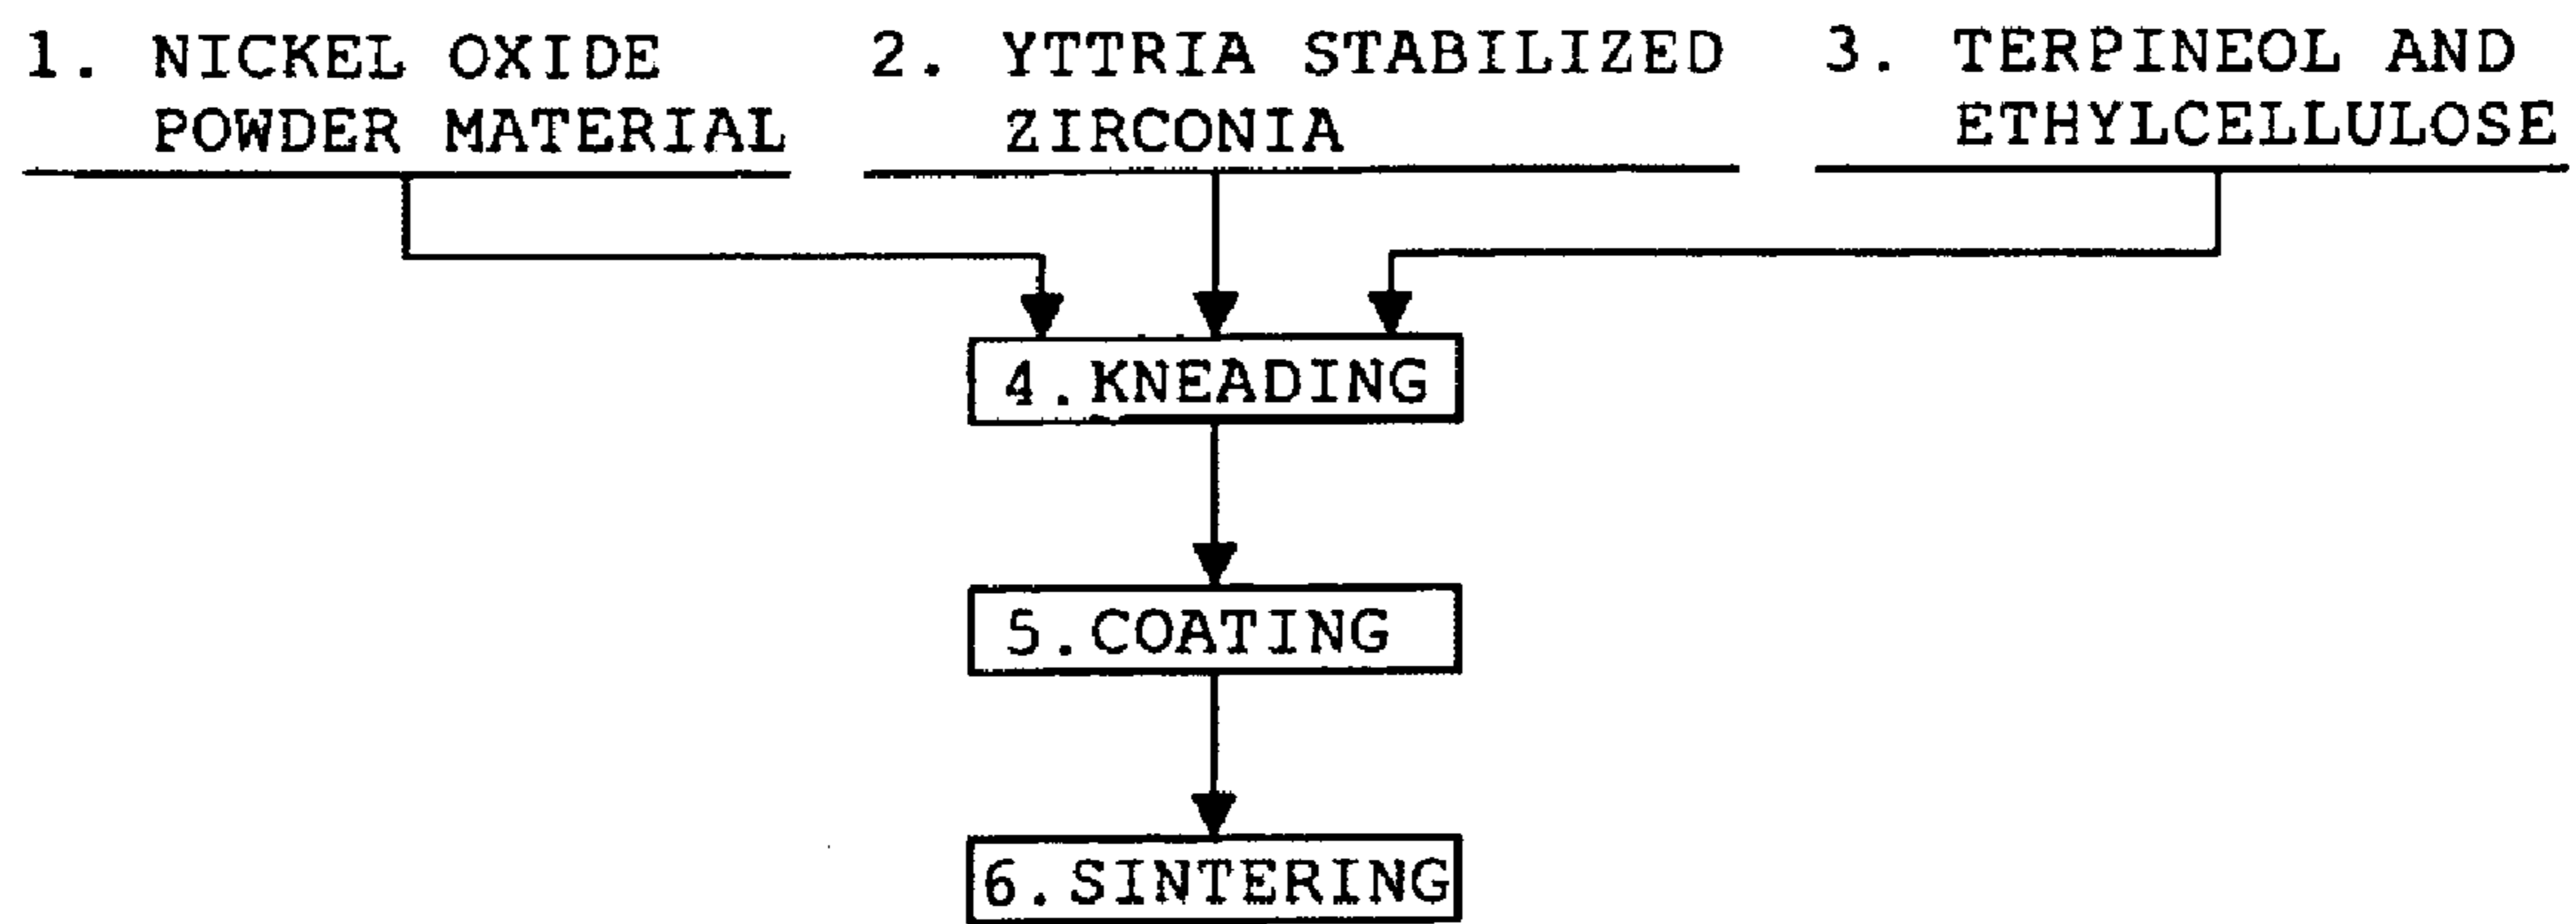 1. NICKEL OXIDE
POWDER MATERIAL
2. YTTRIA STABILIZED
ZIRCONIA
3. TERPINEOL AND
ETHYLCELLULOSE
4.KNEADING
5.COATING
6.SINTERING